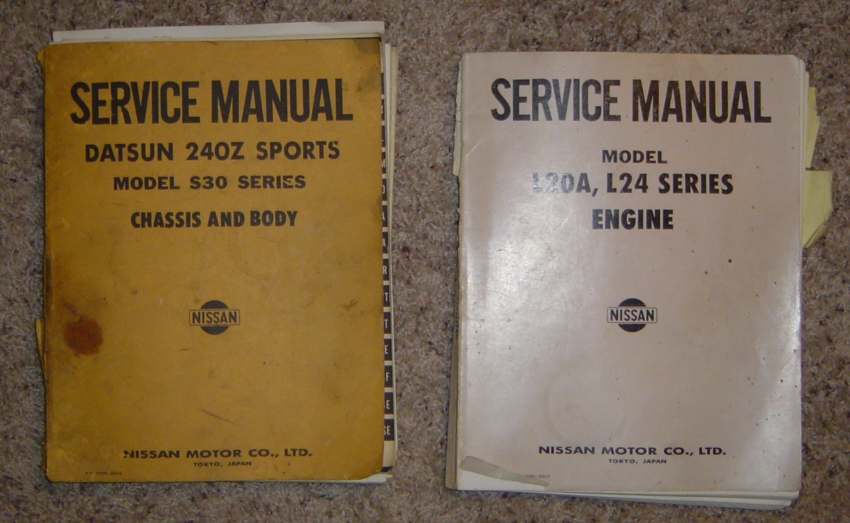 SERVICE MANUAL
DATSUN 240Z SPORTS
MODEL S30 SERIES
CHASSIS AND BODY
NISSAN
NISSAN MOTOR CO., LTD.
TOKYO, JAPAN
SERVICE MANUAL
MODEL
L20A, L24 SERIES
ENGINE
NISSAN
NISSAN MOTOR CO., LTD.
TOKYO, JAPAN